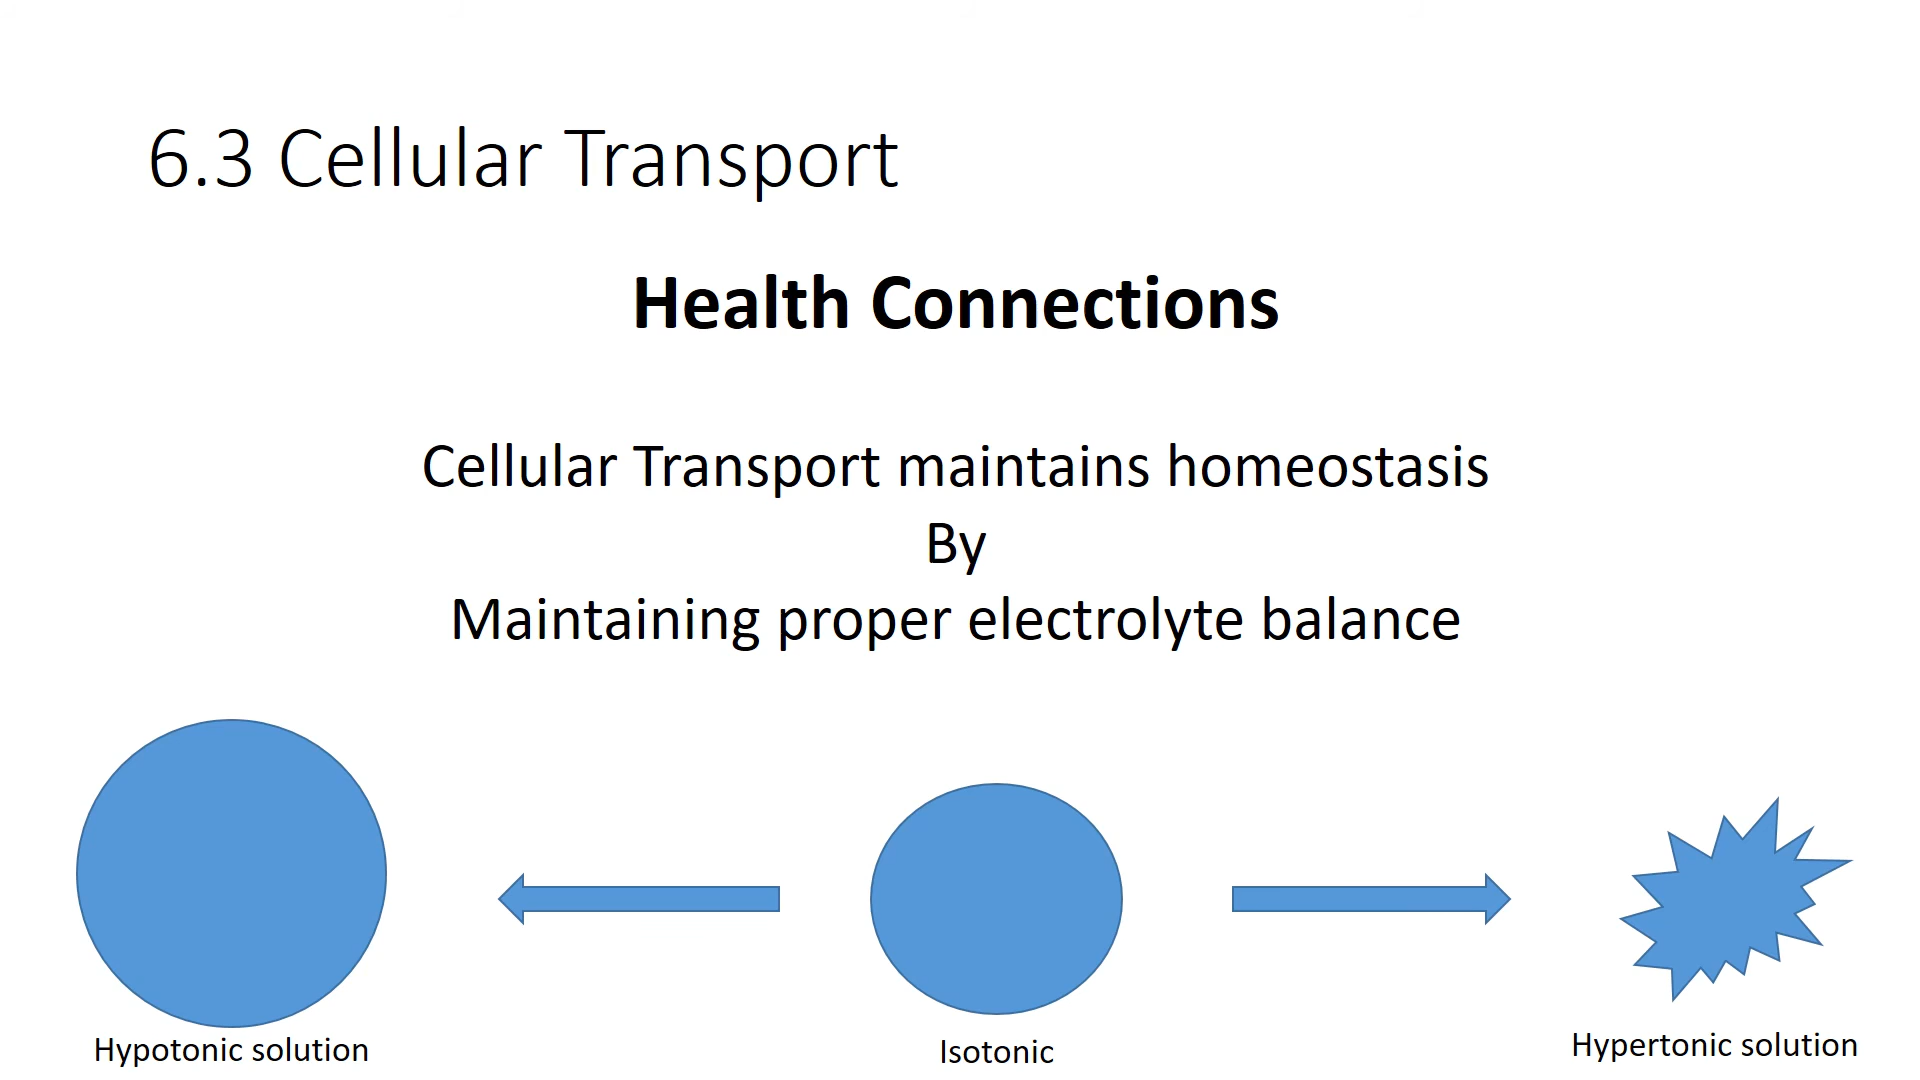 6.3 Cellular Transport
Health Connections
Cellular Transport maintains homeostasis
By
Maintaining proper electrolyte balance
Hypotonic solution
Isotonic
Hypertonic solution